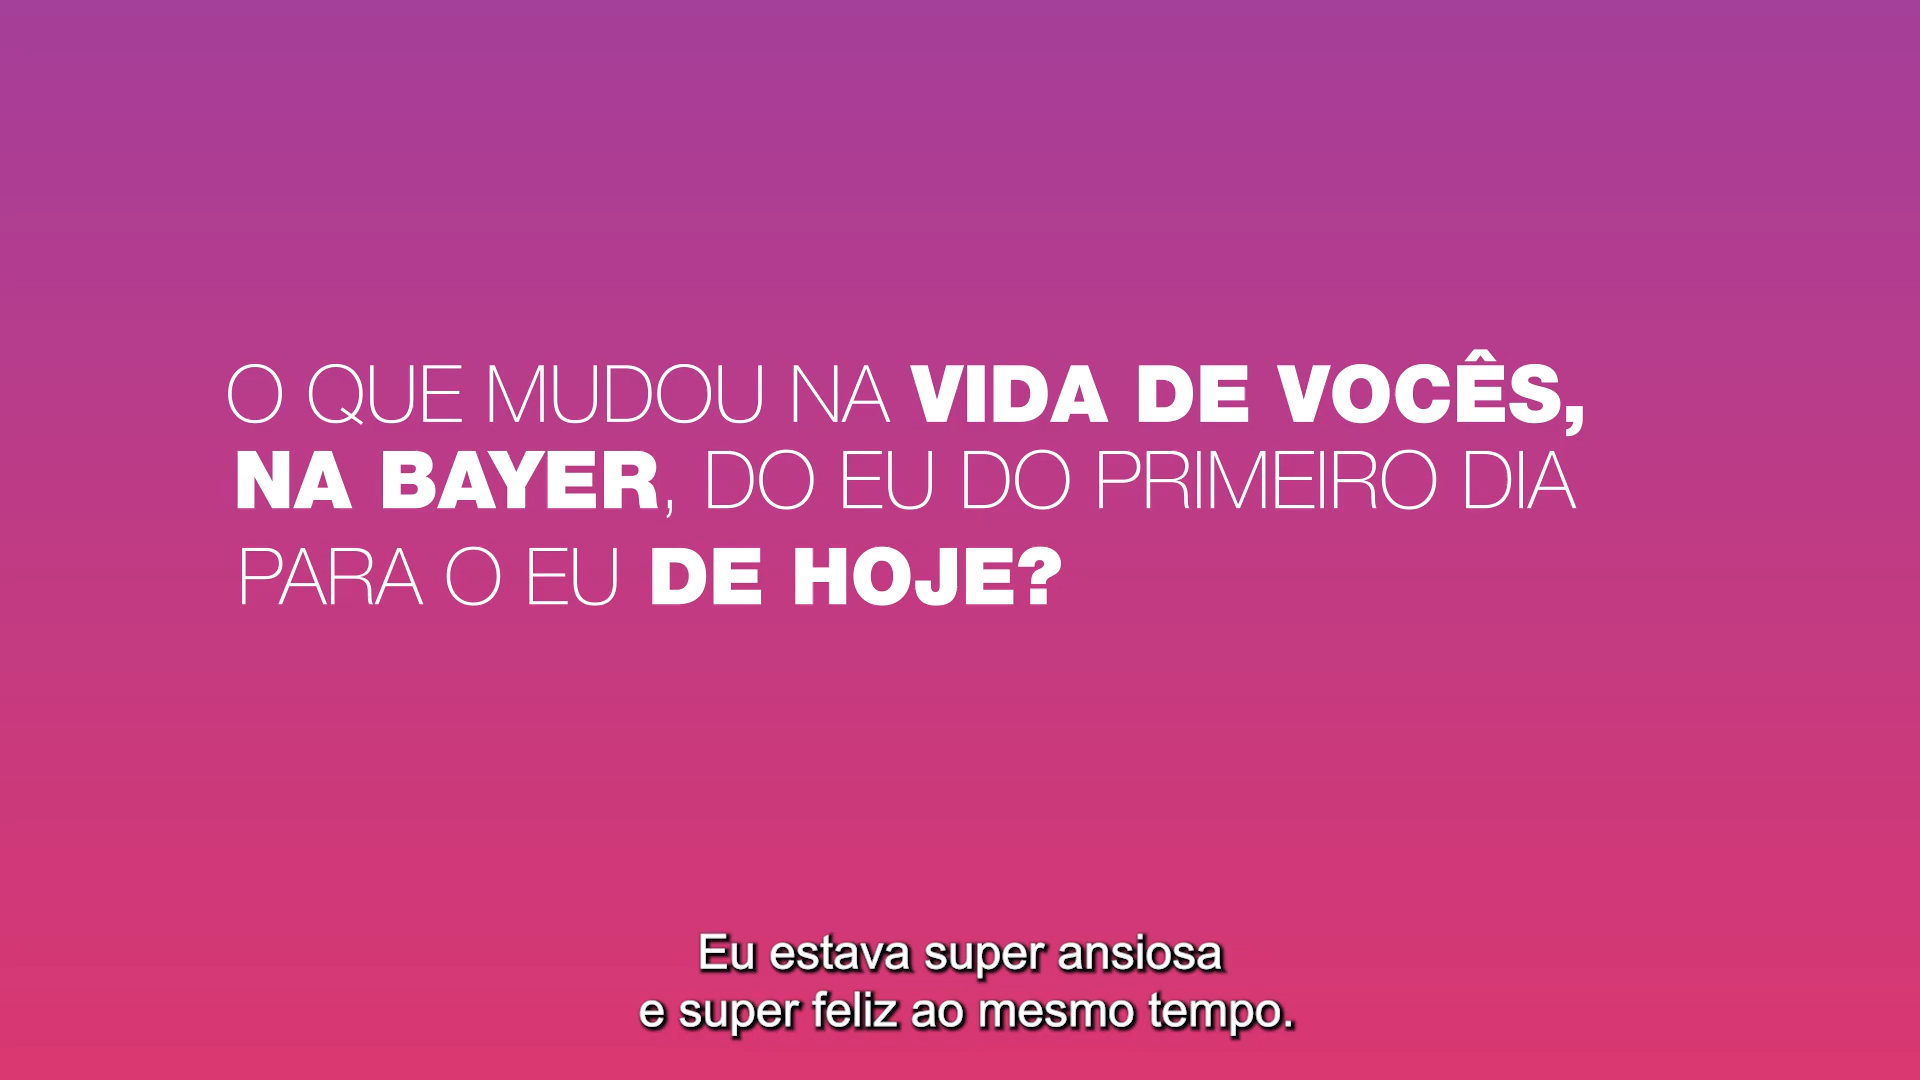 O QUE MUDOU NA VIDA DE VOCÊS,
NA BAYER, DO EU DO PRIMEIRO DIA
PARA O EU DE HOJE?
Eu estava super ansiosa
e super feliz ao mesmo tempo.